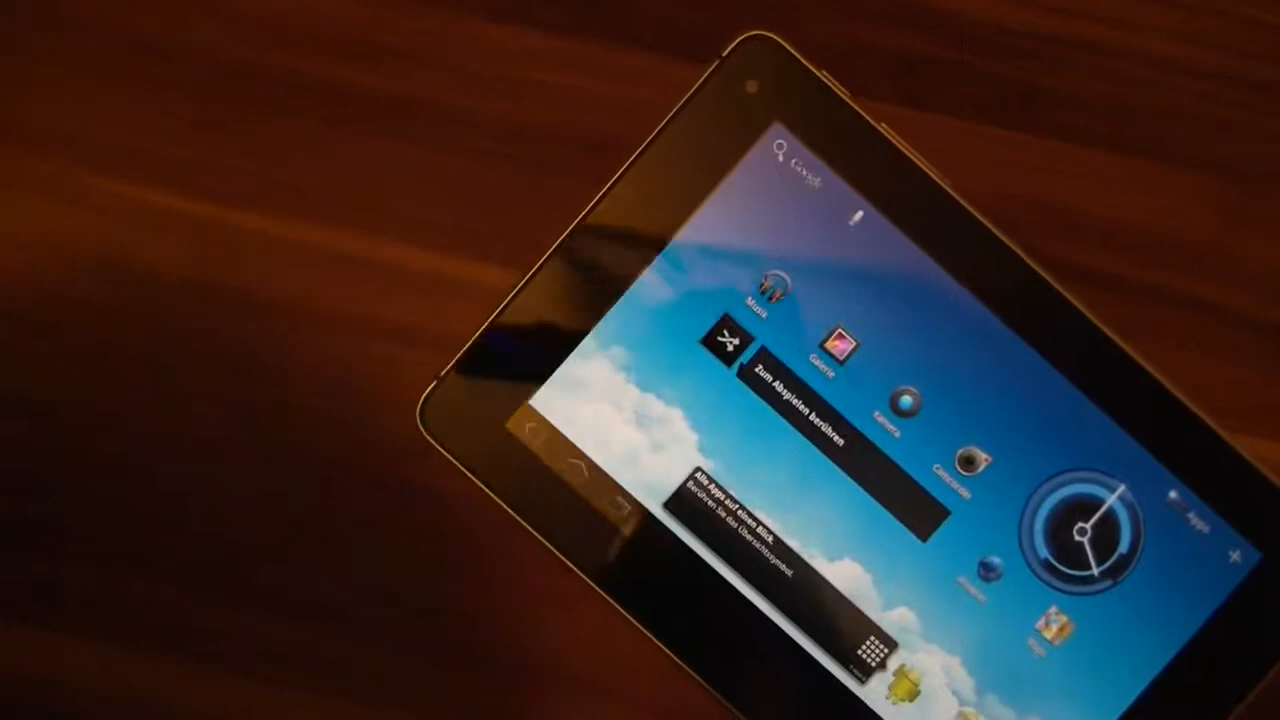 Google
Apps
Musik
Galerie
Kamera
Camcorder
Zum Abspielen berühren
Alle Apps auf einen Blick.
Berühren Sie das Übersichtssymbol.